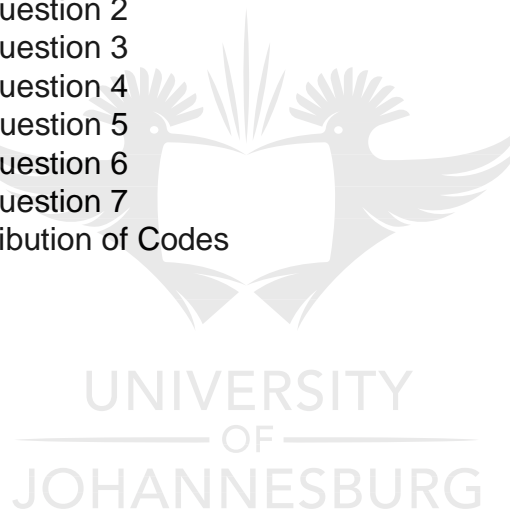 uestion 2
uestion 3
uestion 4
uestion 5
uestion 6
uestion 7
ibution of Codes
UNIVERSITY
OF
JOHANNESBURG